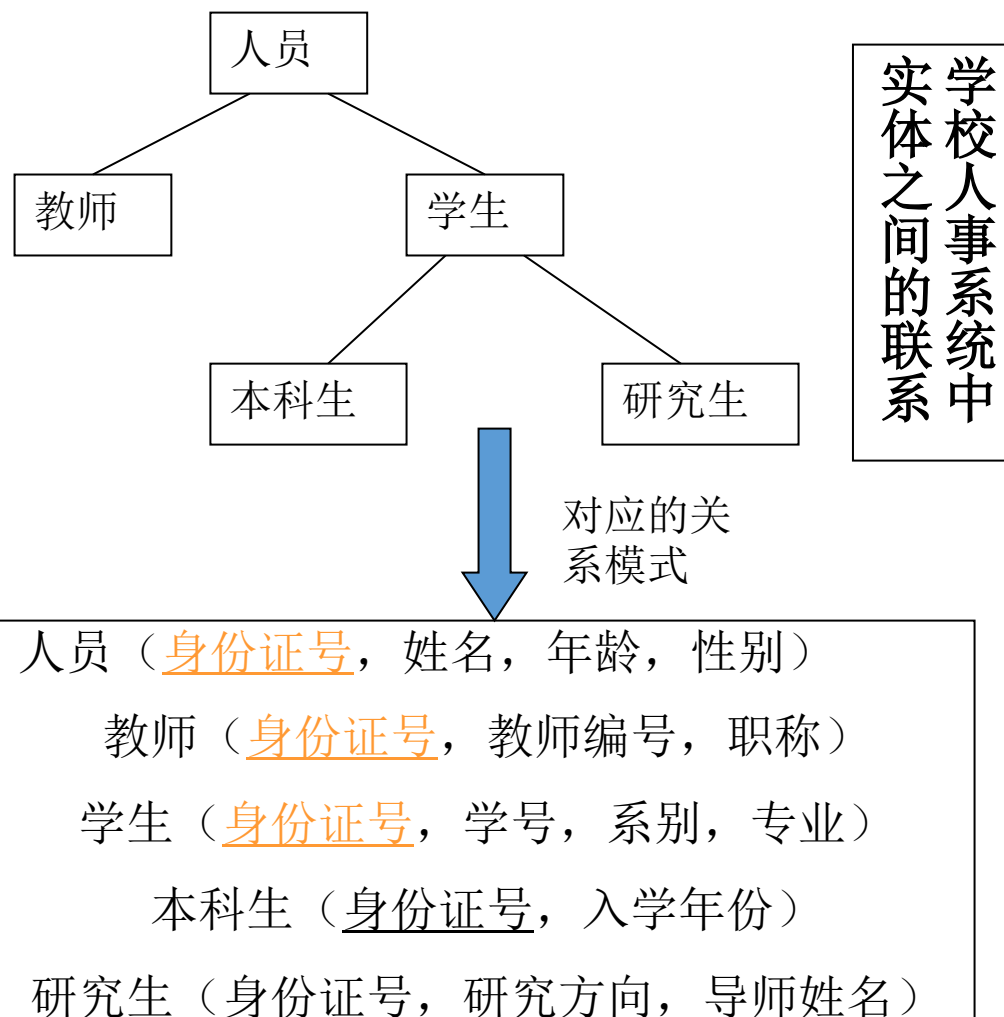 人员
教师
学生
本科生
研究生
学校人事系统中
实体之间的联系
对应的关
系模式
人员（身份证号，姓名，年龄，性别）
教师（身份证号，教师编号，职称）
学生（身份证号，学号，系别，专业）
本科生（身份证号，入学年份）
研究生（身份证号，研究方向，导师姓名）